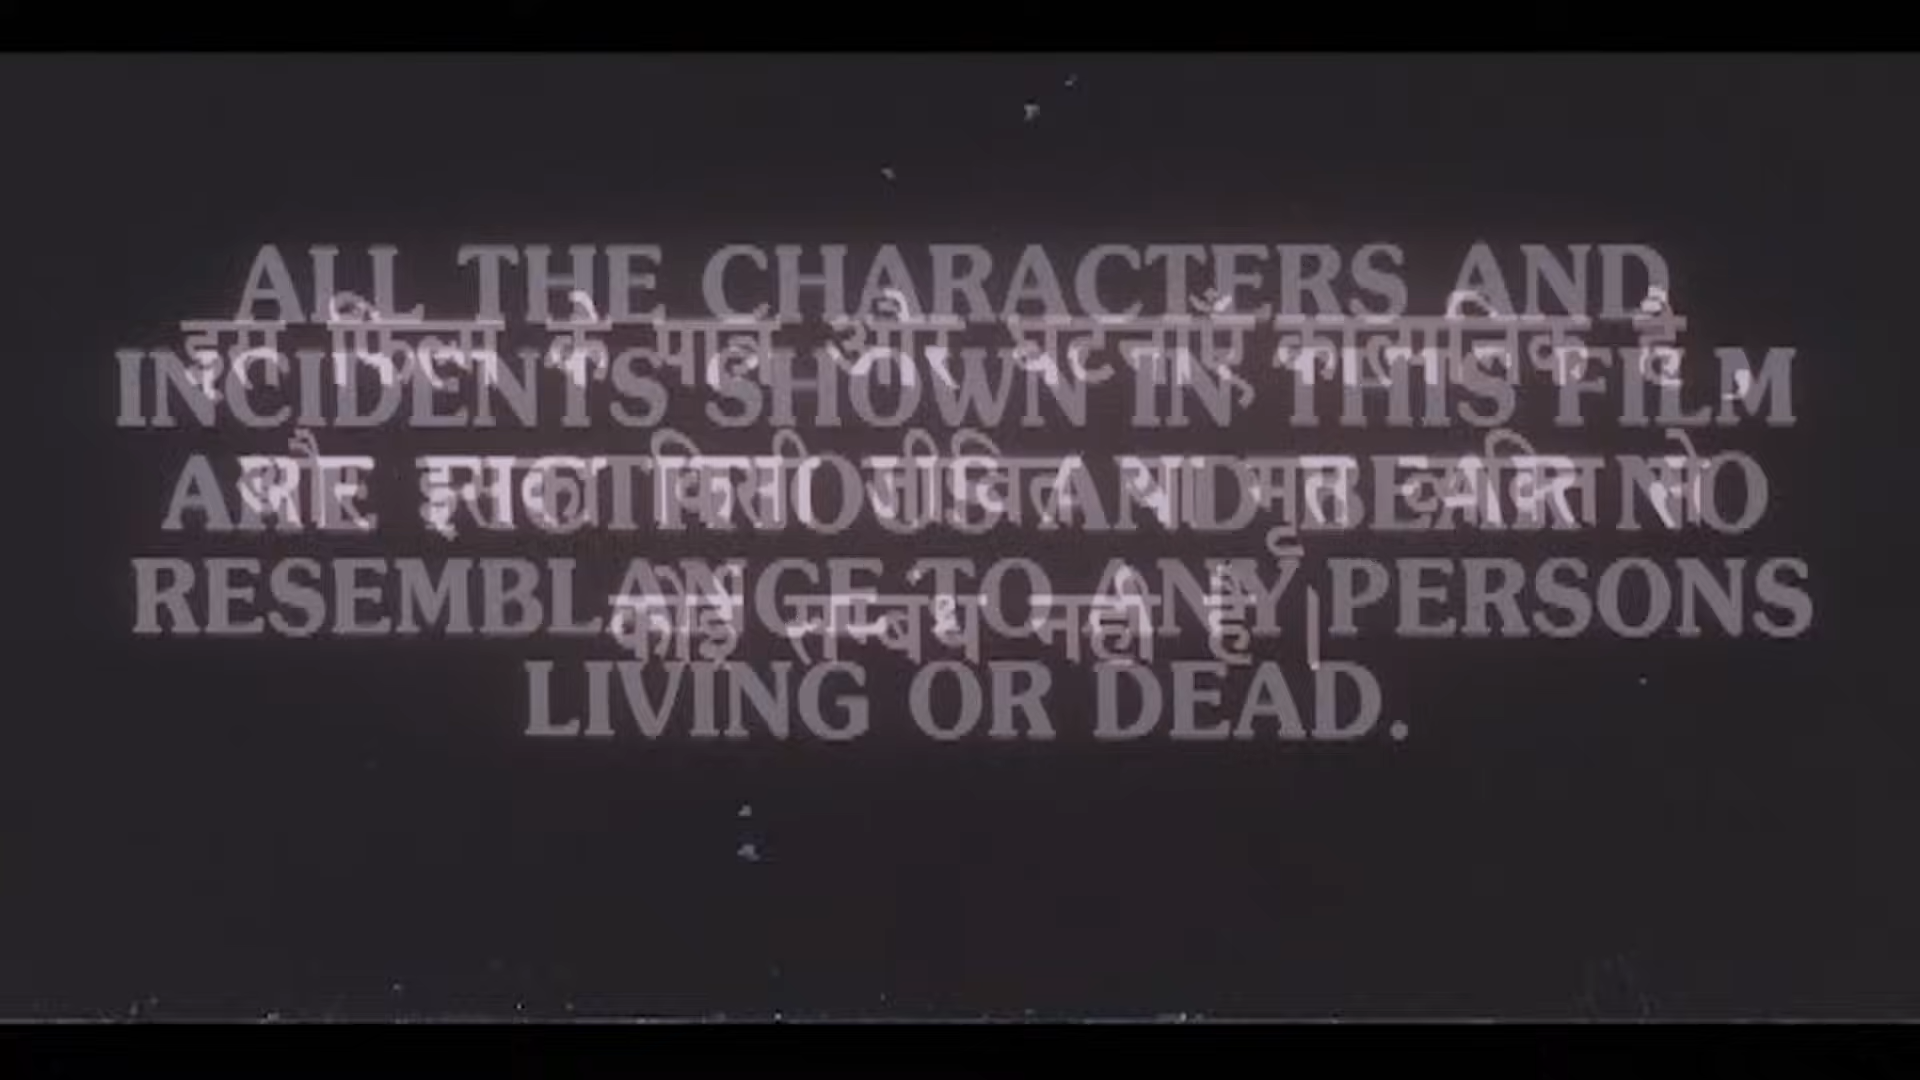 ALL THE CHARACTERS AND
इस फिल्म के पात्र और घटनाएँ काल्पनिक है ,
INCIDENTS SHOWN IN THIS FILM
और इसका किसी जीवित या मृत व्यक्ति से
ARE FICTITIOUS AND BEAR NO
RESEMBLANCE TO ANY PERSONS
कोई सम्बंध नही है ।
LIVING OR DEAD.